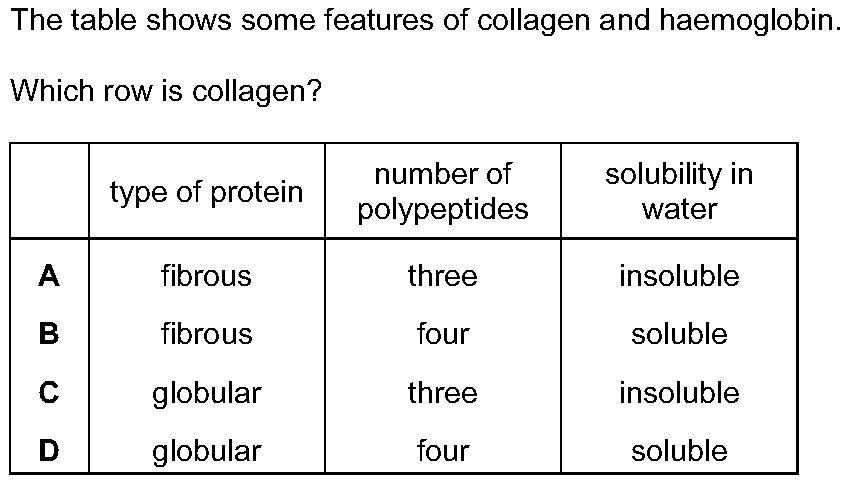 The table shows some features of collagen and haemoglobin.
Which row is collagen?
type of protein
number of
polypeptides
solubility in
water
A fibrous three insoluble
B fibrous four soluble
C globular three insoluble
D globular four soluble